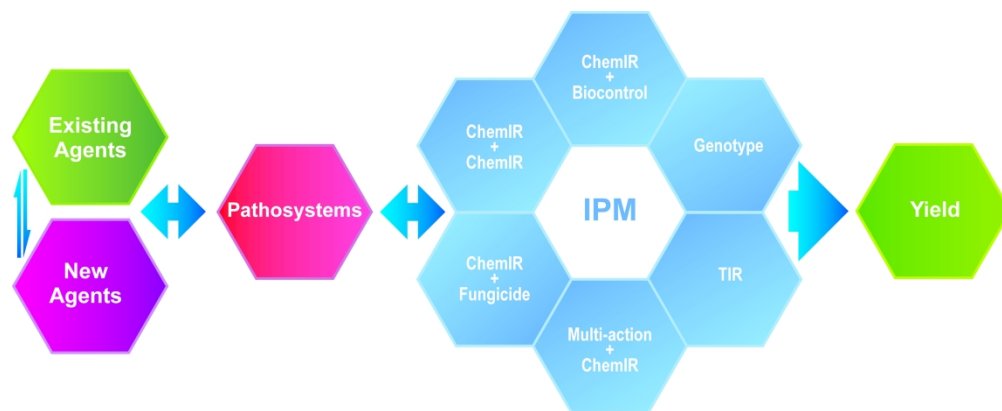 Existing
Agents
New
Agents
Pathosystems
ChemIR
+
Biocontrol
ChemIR
+
ChemIR
Genotype
IPM
ChemIR
+
Fungicide
TIR
Multi-action
+
ChemIR
Yield